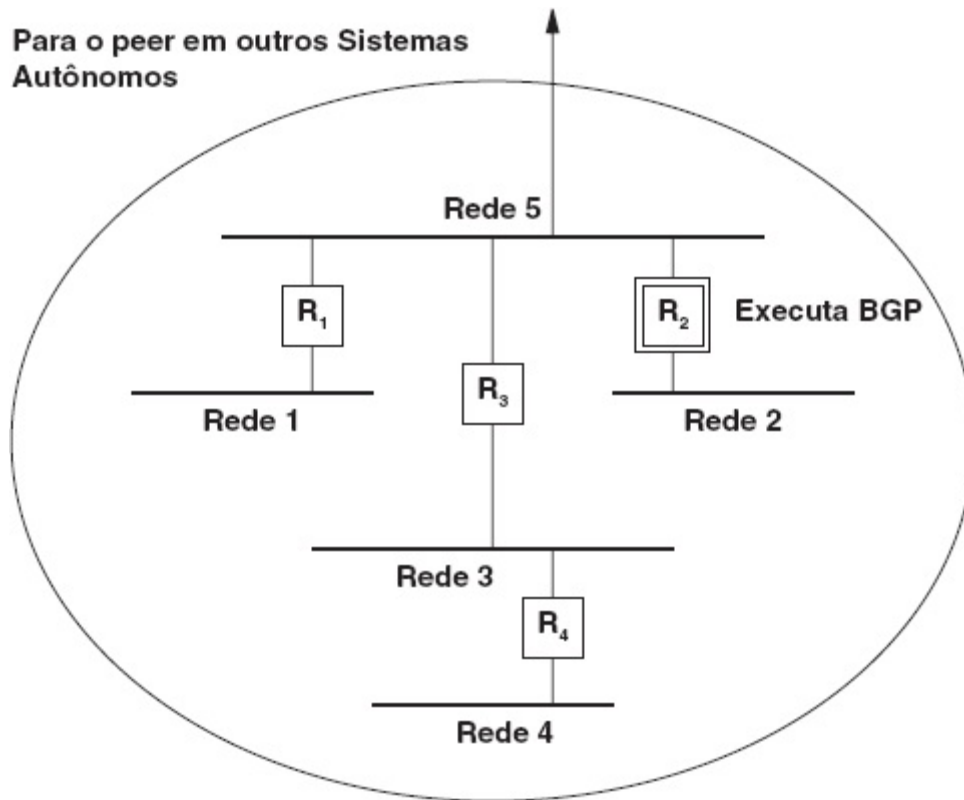 Para o peer em outros Sistemas
Autônomos
Rede 5
R₁
R₂
Executa BGP
R₃
Rede 1
Rede 2
Rede 3
R₄
Rede 4